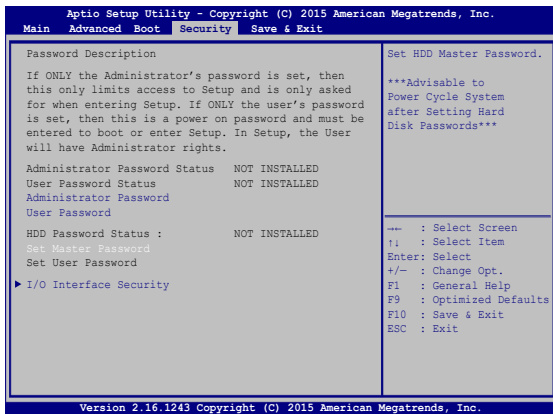 Aptio Setup Utility - Copyright (C) 2015 American Megatrends, Inc.
Main Advanced Boot Security Save & Exit
Password Description
If ONLY the Administrator's password is set, then
this only limits access to Setup and is only asked
for when entering Setup. If ONLY the user's password
is set, then this is a power on password and must be
entered to boot or enter Setup. In Setup, the User
will have Administrator rights.
Administrator Password Status NOT INSTALLED
User Password Status NOT INSTALLED
Administrator Password
User Password
HDD Password Status : NOT INSTALLED
Set Master Password
Set User Password
▶ I/O Interface Security
Set HDD Master Password.
***Advisable to
Power Cycle System
after Setting Hard
Disk Passwords***
→← : Select Screen
↑↓ : Select Item
Enter: Select
+/— : Change Opt.
F1 : General Help
F9 : Optimized Defaults
F10 : Save & Exit
ESC : Exit
Version 2.16.1243 Copyright (C) 2015 American Megatrends, Inc.